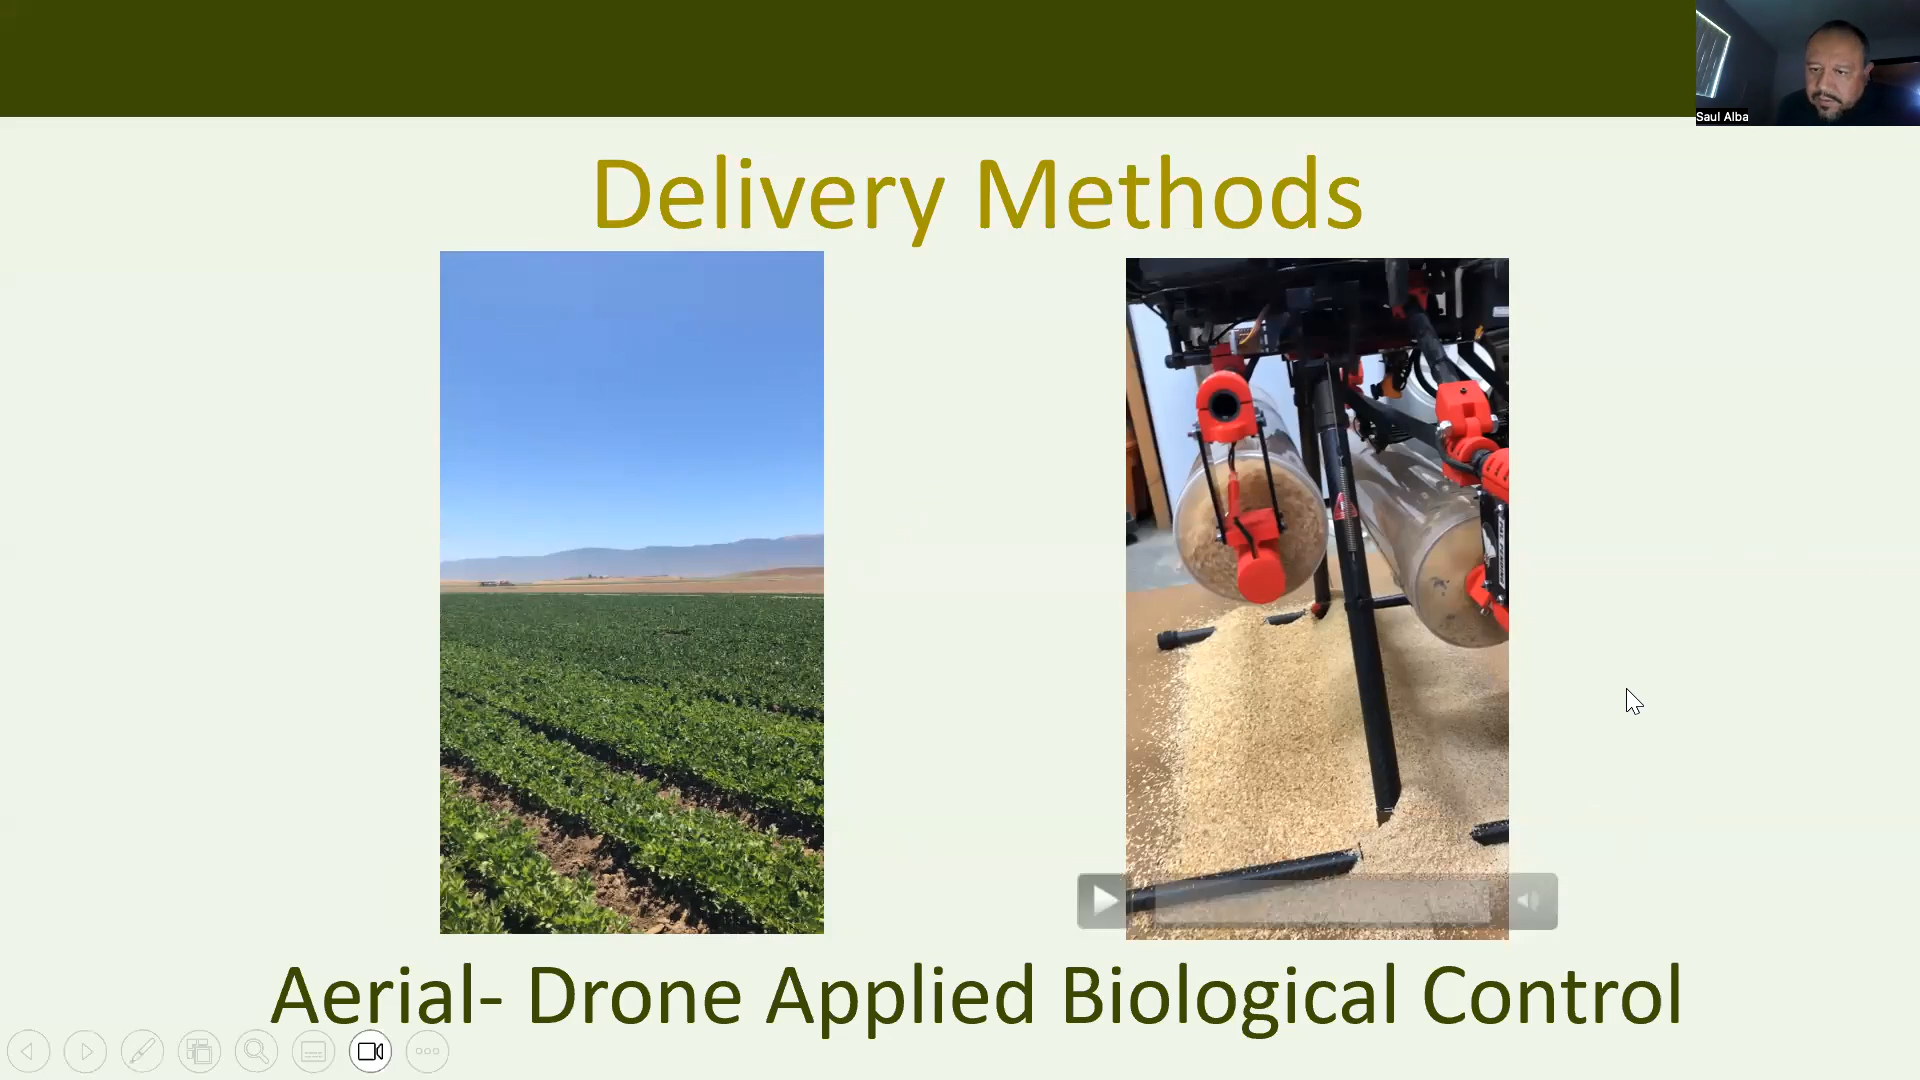 Saul Alba
Delivery Methods
Aerial- Drone Applied Biological Control